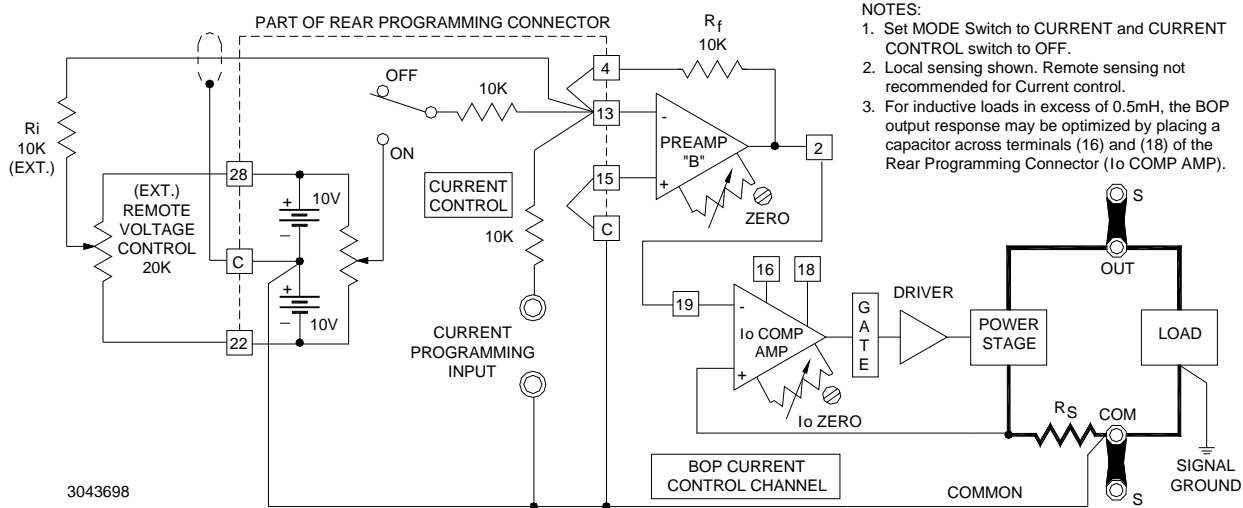 PART OF REAR PROGRAMMING CONNECTOR
Rf
10K
NOTES:
1. Set MODE Switch to CURRENT and CURRENT
CONTROL switch to OFF.
2. Local sensing shown. Remote sensing not
recommended for Current control.
3. For inductive loads in excess of 0.5mH, the BOP
output response may be optimized by placing a
capacitor across terminals (16) and (18) of the
Rear Programming Connector (Io COMP AMP).
4
OFF
10K
13
-
PREAMP
"B"
2
Ri
10K
(EXT.)
ON
28
(EXT.)
REMOTE
VOLTAGE
CONTROL
20K
+
10V
–
CURRENT
CONTROL
10K
15
+
ZERO
C
C
+
10V
–
22
CURRENT
PROGRAMMING
INPUT
16
18
19
-
Io COMP
AMP
+
Io ZERO
GATE
DRIVER
POWER
STAGE
S
OUT
LOAD
RS
COM
SIGNAL
GROUND
S
BOP CURRENT
CONTROL CHANNEL
COMMON
3043698